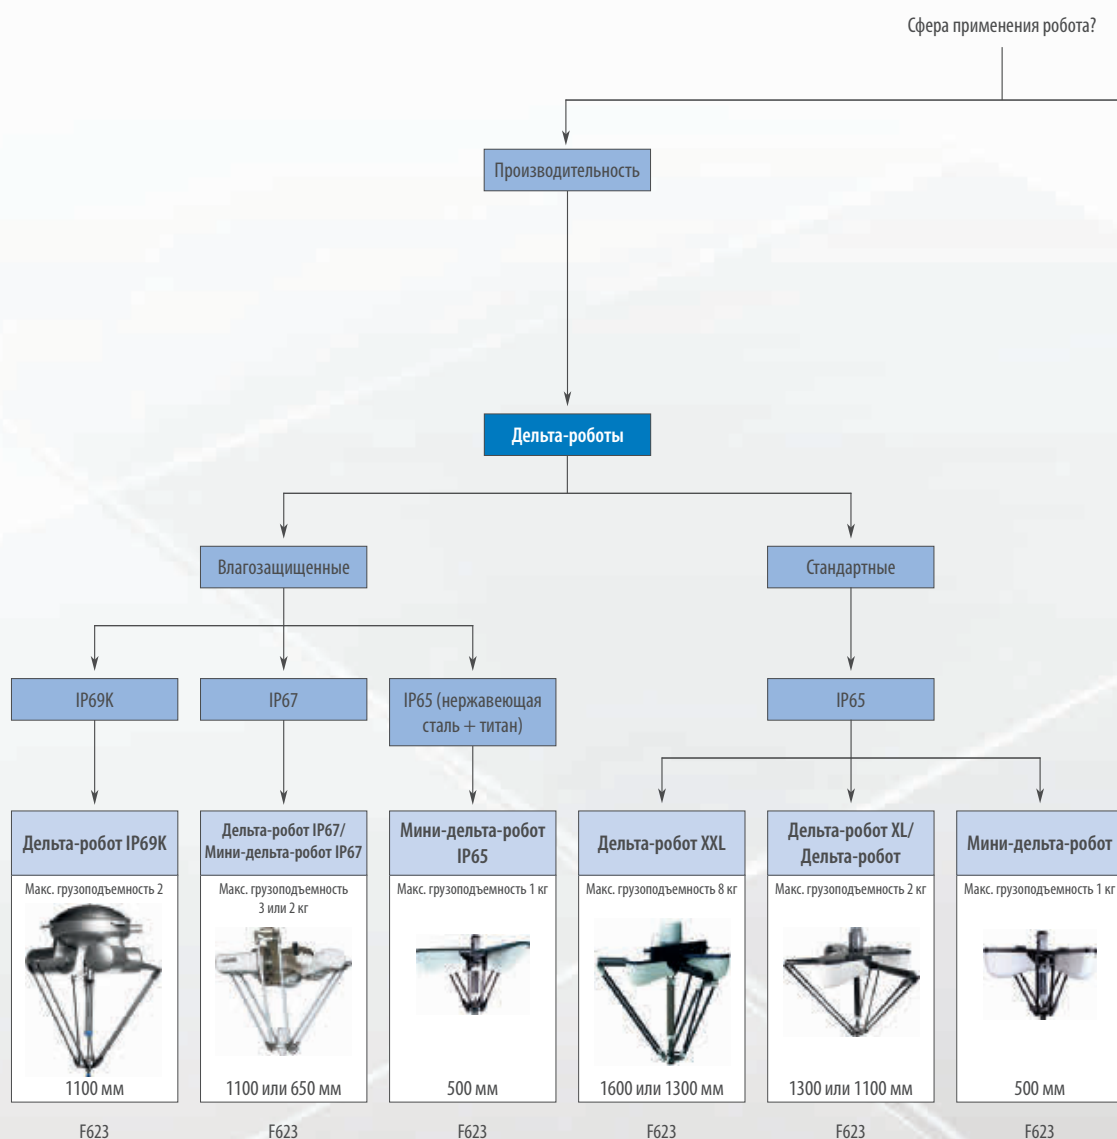 Сфера применения робота?
Производительность
Дельта-роботы
Влагозащищенные
Стандартные
IP69K
IP67
IP65 (нержавеющая
сталь + титан)
IP65
Дельта-робот IP69K
Макс. грузоподъемность 2
1100 мм
F623
Дельта-робот IP67/
Мини-дельта-робот IP67
Макс. грузоподъемность
3 или 2 кг
1100 или 650 мм
F623
Мини-дельта-робот
IP65
Макс. грузоподъемность 1 кг
500 мм
F623
Дельта-робот XXL
Макс. грузоподъемность 8 кг
1600 или 1300 мм
F623
Дельта-робот XL/
Дельта-робот
Макс. грузоподъемность 2 кг
1300 или 1100 мм
F623
Мини-дельта-робот
Макс. грузоподъемность 1 кг
500 мм
F623